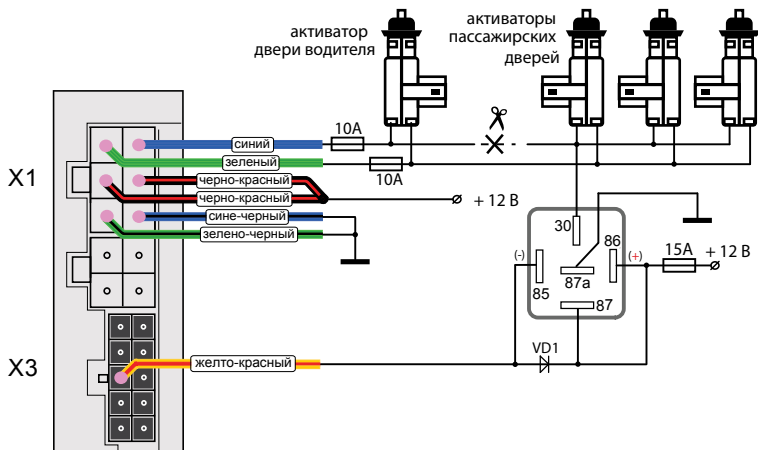 активатор
двери водителя
активаторы
пассажирских
дверей
10A
синий
зеленый
10A
X1
черно-красный
черно-красный
+ 12 В
сине-черный
зелено-черный
30
86
15A
+ 12 В
(-)
(+)
85
87a
87
VD1
X3
желто-красный